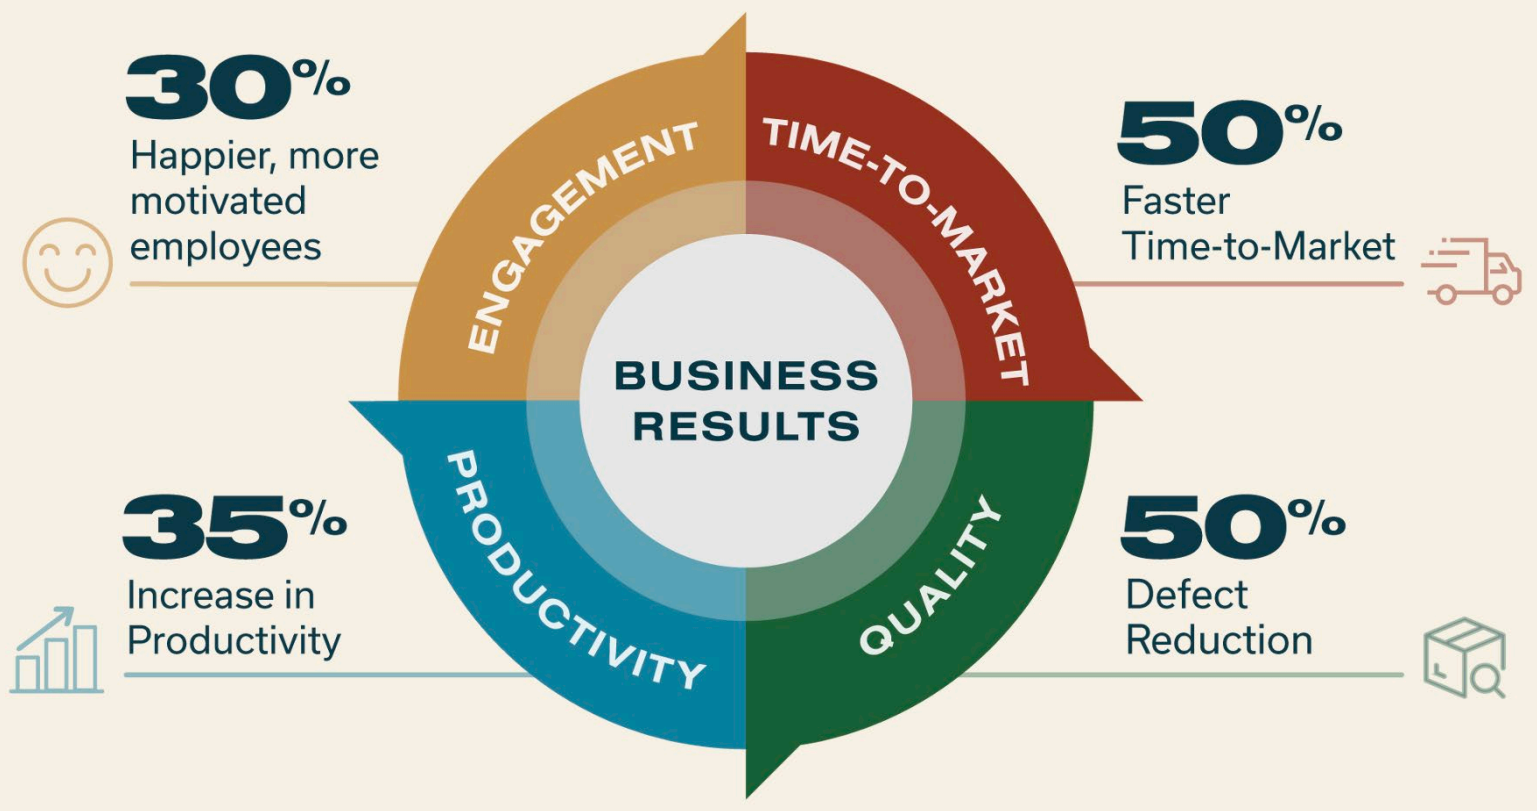 30%
Happier, more
motivated
employees
ENGAGEMENT
TIME-TO-MARKET
50%
Faster
Time-to-Market
BUSINESS
RESULTS
35%
Increase in
Productivity
PRODUCTIVITY
QUALITY
50%
Defect
Reduction